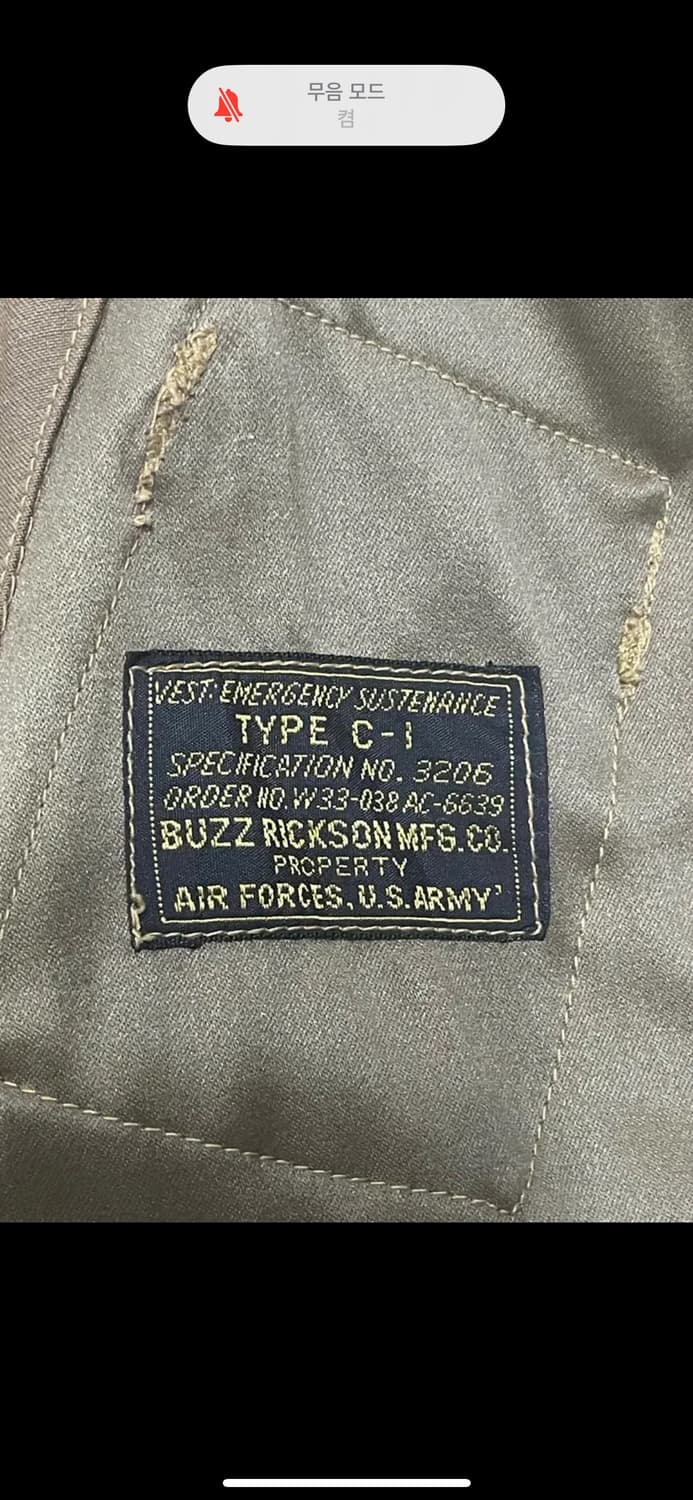 무음 모드
켬
VEST EMERGENCY SUSTENANCE
TYPE C-1
SPECIFICATION NO. 3206
ORDER NO. W33-038 AC-6639
BUZZ RICKSON MFG. CO.
PROPERTY
AIR FORCES, U.S. ARMY'